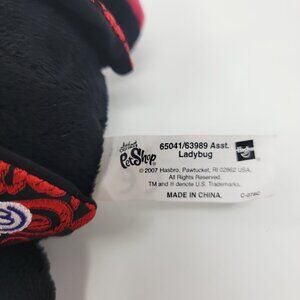 Littlest
PetShop
65041/63989 Asst.
Ladybug
Hasbro
© 2007 Hasbro, Pawtucket, RI 02862 USA.
All Rights Reserved.
TM and ® denote U.S. Trademarks.
MADE IN CHINA.